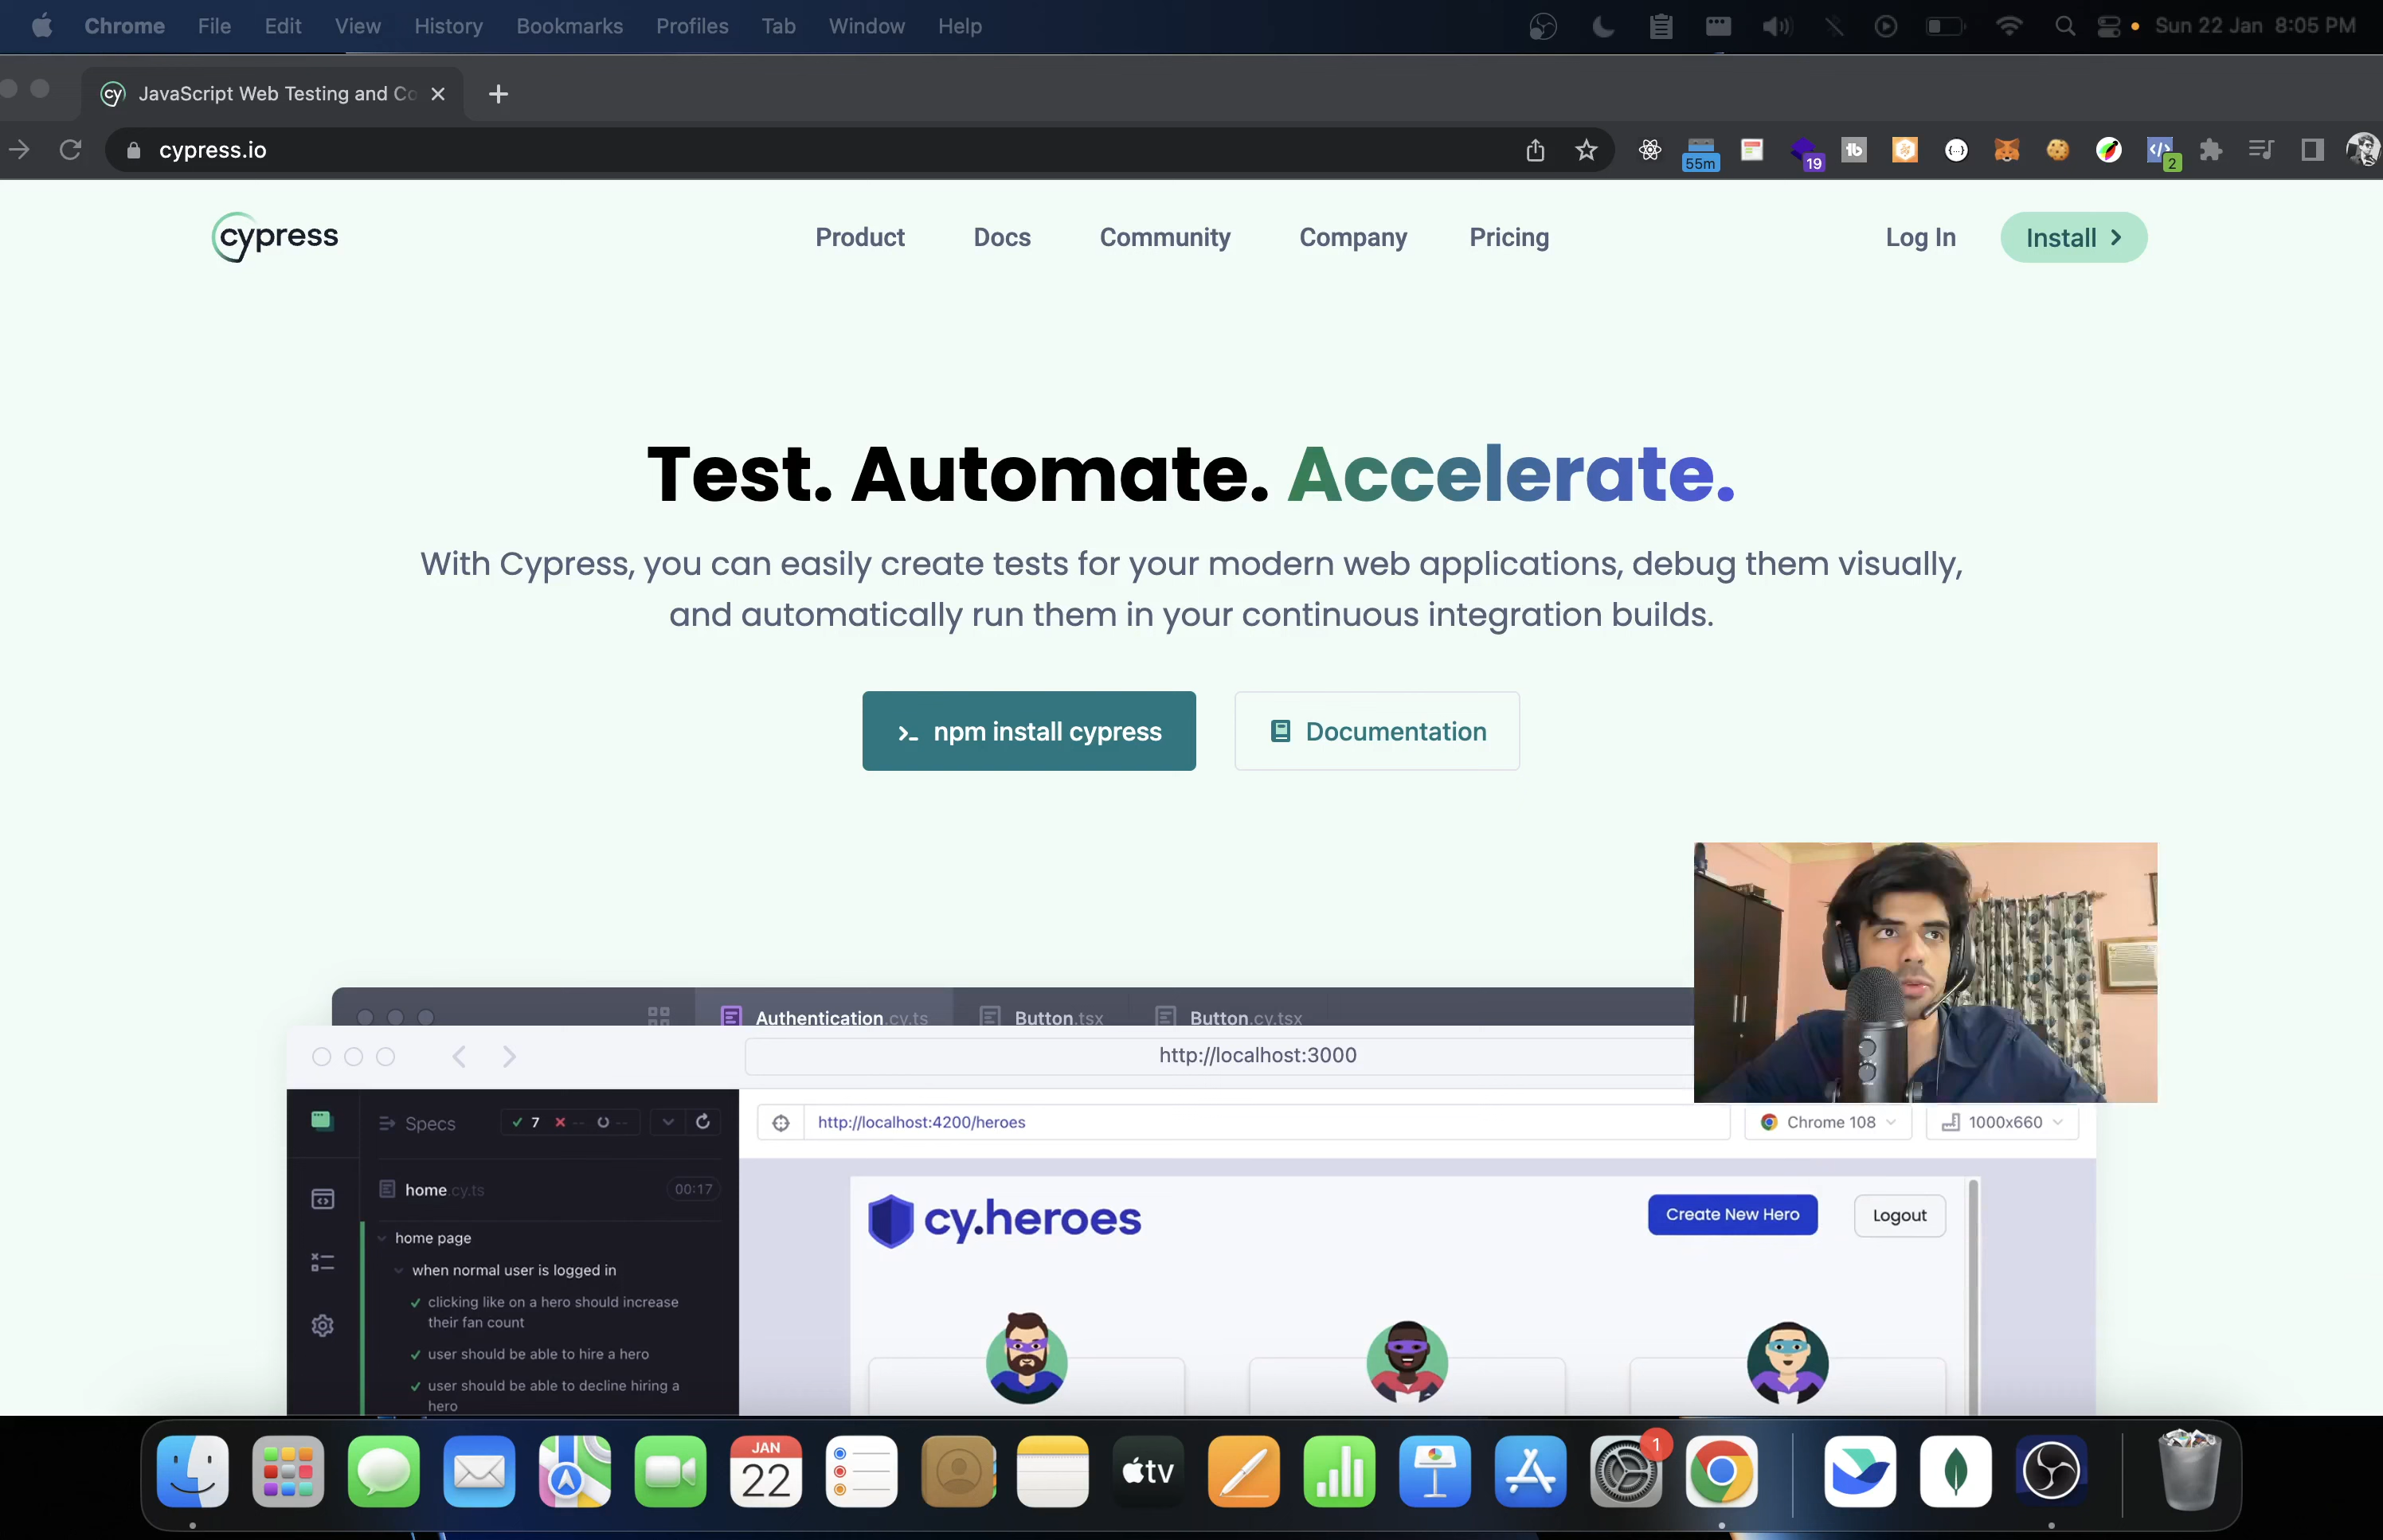 Chrome File Edit View History Bookmarks Profiles Tab Window Help Sun 22 Jan 8:05 PM
cy JavaScript Web Testing and Co
cypress.io
55m 19 tb 2
cypress Product Docs Community Company Pricing Log In Install
Test. Automate. Accelerate.
With Cypress, you can easily create tests for your modern web applications, debug them visually,
and automatically run them in your continuous integration builds.
>_ npm install cypress Documentation
Authentication.cy.ts Button.tsx Button.cy.tsx
http://localhost:3000
Specs 7 -- -- http://localhost:4200/heroes Chrome 108 1000x660
home.cy.ts 00:17
cy.heroes Create New Hero Logout
home page
when normal user is logged in
clicking like on a hero should increase
their fan count
user should be able to hire a hero
user should be able to decline hiring a
hero
JAN
22
tv
1